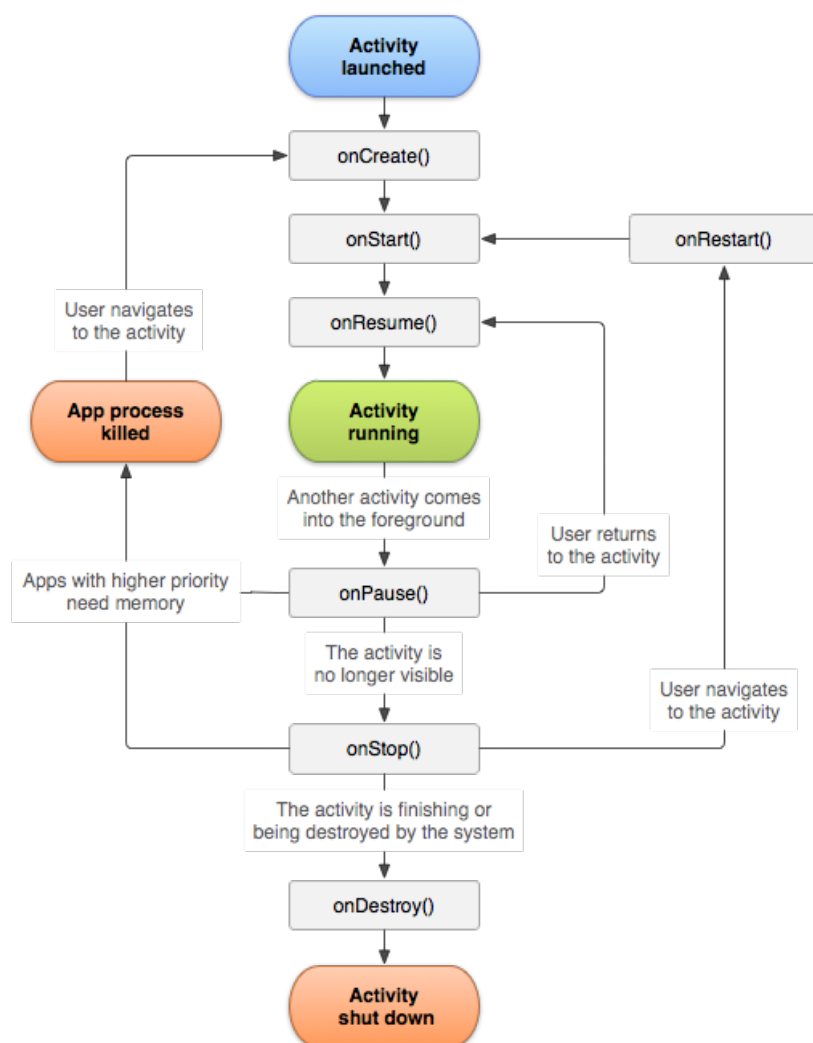 Activity
launched
onCreate()
onStart()
onRestart()
User navigates
to the activity
onResume()
App process
killed
Activity
running
Another activity comes
into the foreground
User returns
to the activity
Apps with higher priority
need memory
onPause()
The activity is
no longer visible
User navigates
to the activity
onStop()
The activity is finishing or
being destroyed by the system
onDestroy()
Activity
shut down